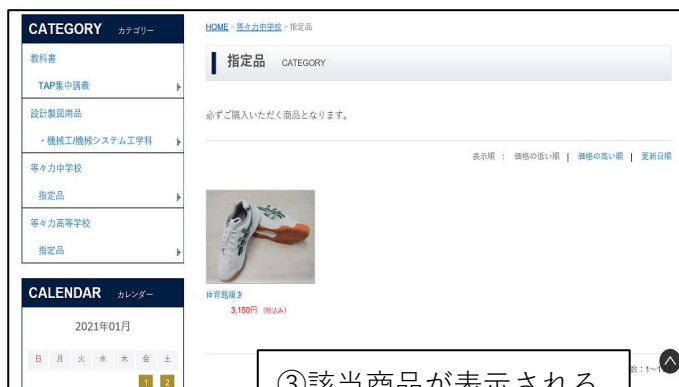 CATEGORY カテゴリー
教科書
TAP集中講義
設計製図用品
・機械工/機械システム工学科
等々力中学校
指定品
等々力高等学校
指定品
CALENDAR カレンダー
2021年01月
日 月 火 水 木 金 土
1 2
HOME > 等々力中学校 > 指定品
指定品 CATEGORY
必ずご購入いただく商品となります。
表示順 : 価格の低い順 | 価格の高い順 | 更新日順
体育館履き
3,150円 (税込み)
③該当商品が表示される